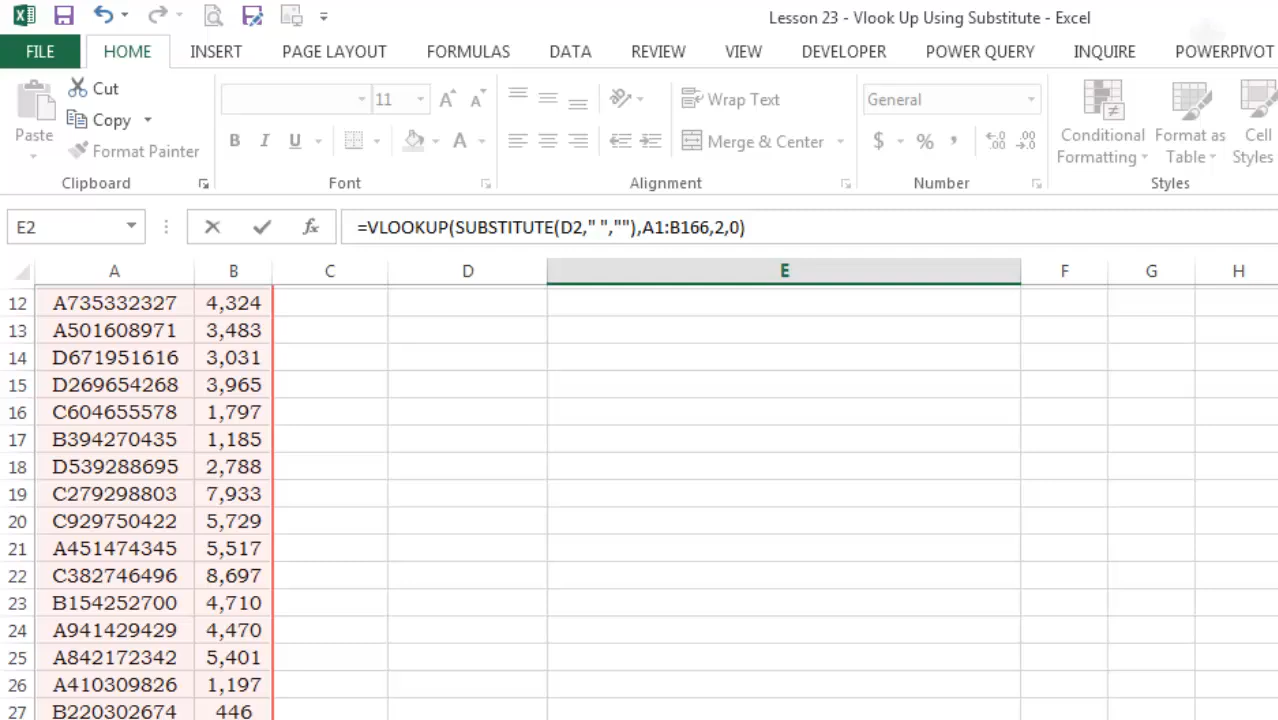 Lesson 23 - Vlook Up Using Substitute - Excel
FILE HOME INSERT PAGE LAYOUT FORMULAS DATA REVIEW VIEW DEVELOPER POWER QUERY INQUIRE POWERPIVOT
Paste
Cut
Copy
Format Painter
11
B I U
A
Wrap Text
Merge & Center
General
$ % ,
Conditional Formatting
Format as Table
Cell Styles
Clipboard Font Alignment Number Styles
E2 fx =VLOOKUP(SUBSTITUTE(D2," ",""),A1:B166,2,0)
A B C D E F G H
12 A735332327 4,324
13 A501608971 3,483
14 D671951616 3,031
15 D269654268 3,965
16 C604655578 1,797
17 B394270435 1,185
18 D539288695 2,788
19 C279298803 7,933
20 C929750422 5,729
21 A451474345 5,517
22 C382746496 8,697
23 B154252700 4,710
24 A941429429 4,470
25 A842172342 5,401
26 A410309826 1,197
27 B220302674 446